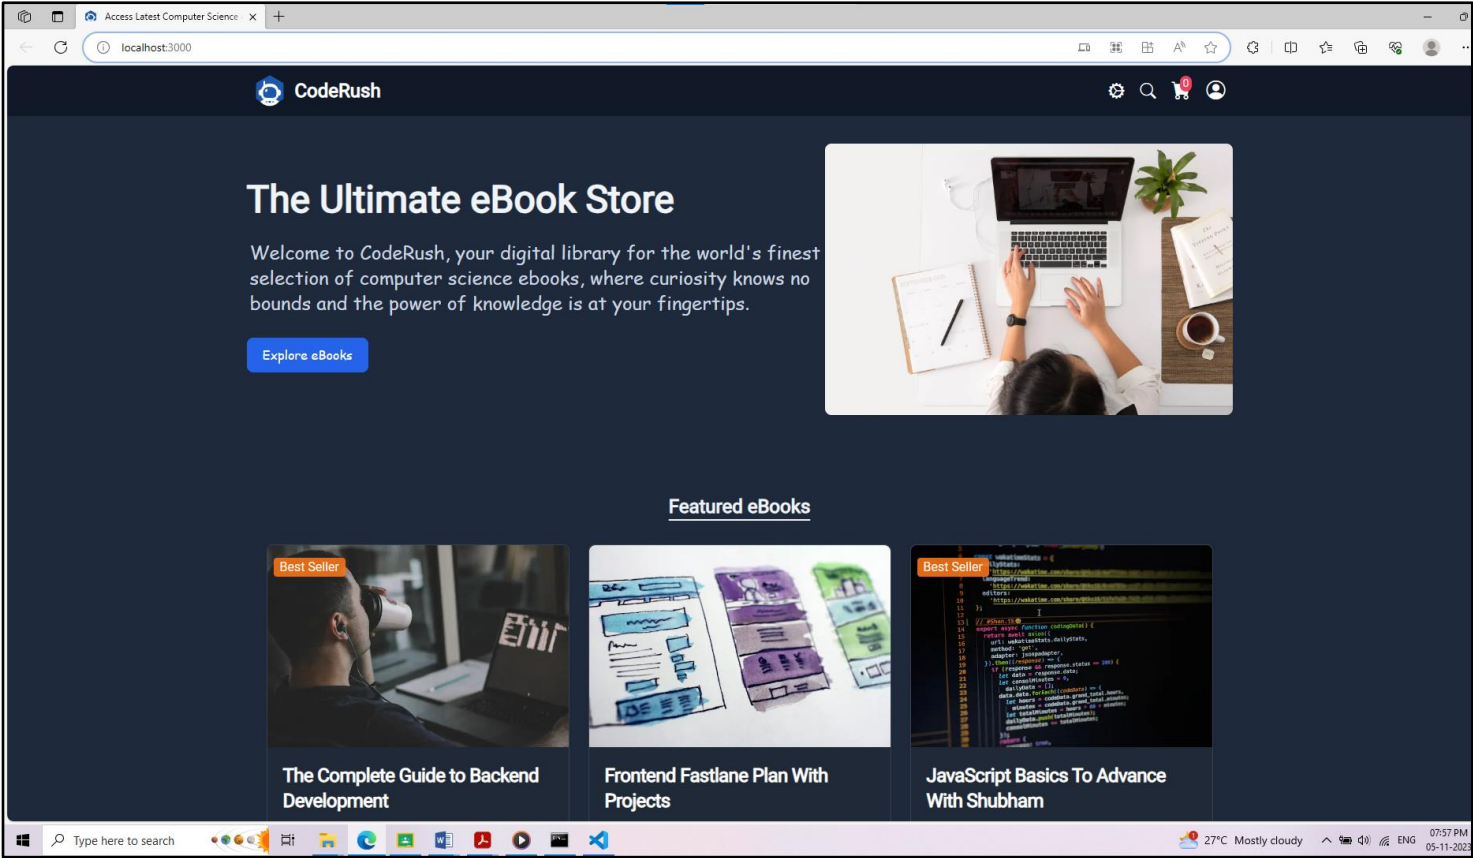 Access Latest Computer Science
localhost:3000
CodeRush
0
The Ultimate eBook Store
Welcome to CodeRush, your digital library for the world's finest
selection of computer science ebooks, where curiosity knows no
bounds and the power of knowledge is at your fingertips.
Explore eBooks
Featured eBooks
Best Seller
Best Seller
The Complete Guide to Backend
Development
Frontend Fastlane Plan With
Projects
JavaScript Basics To Advance
With Shubham
Type here to search
27°C Mostly cloudy
ENG
07:57 PM
05-11-2023